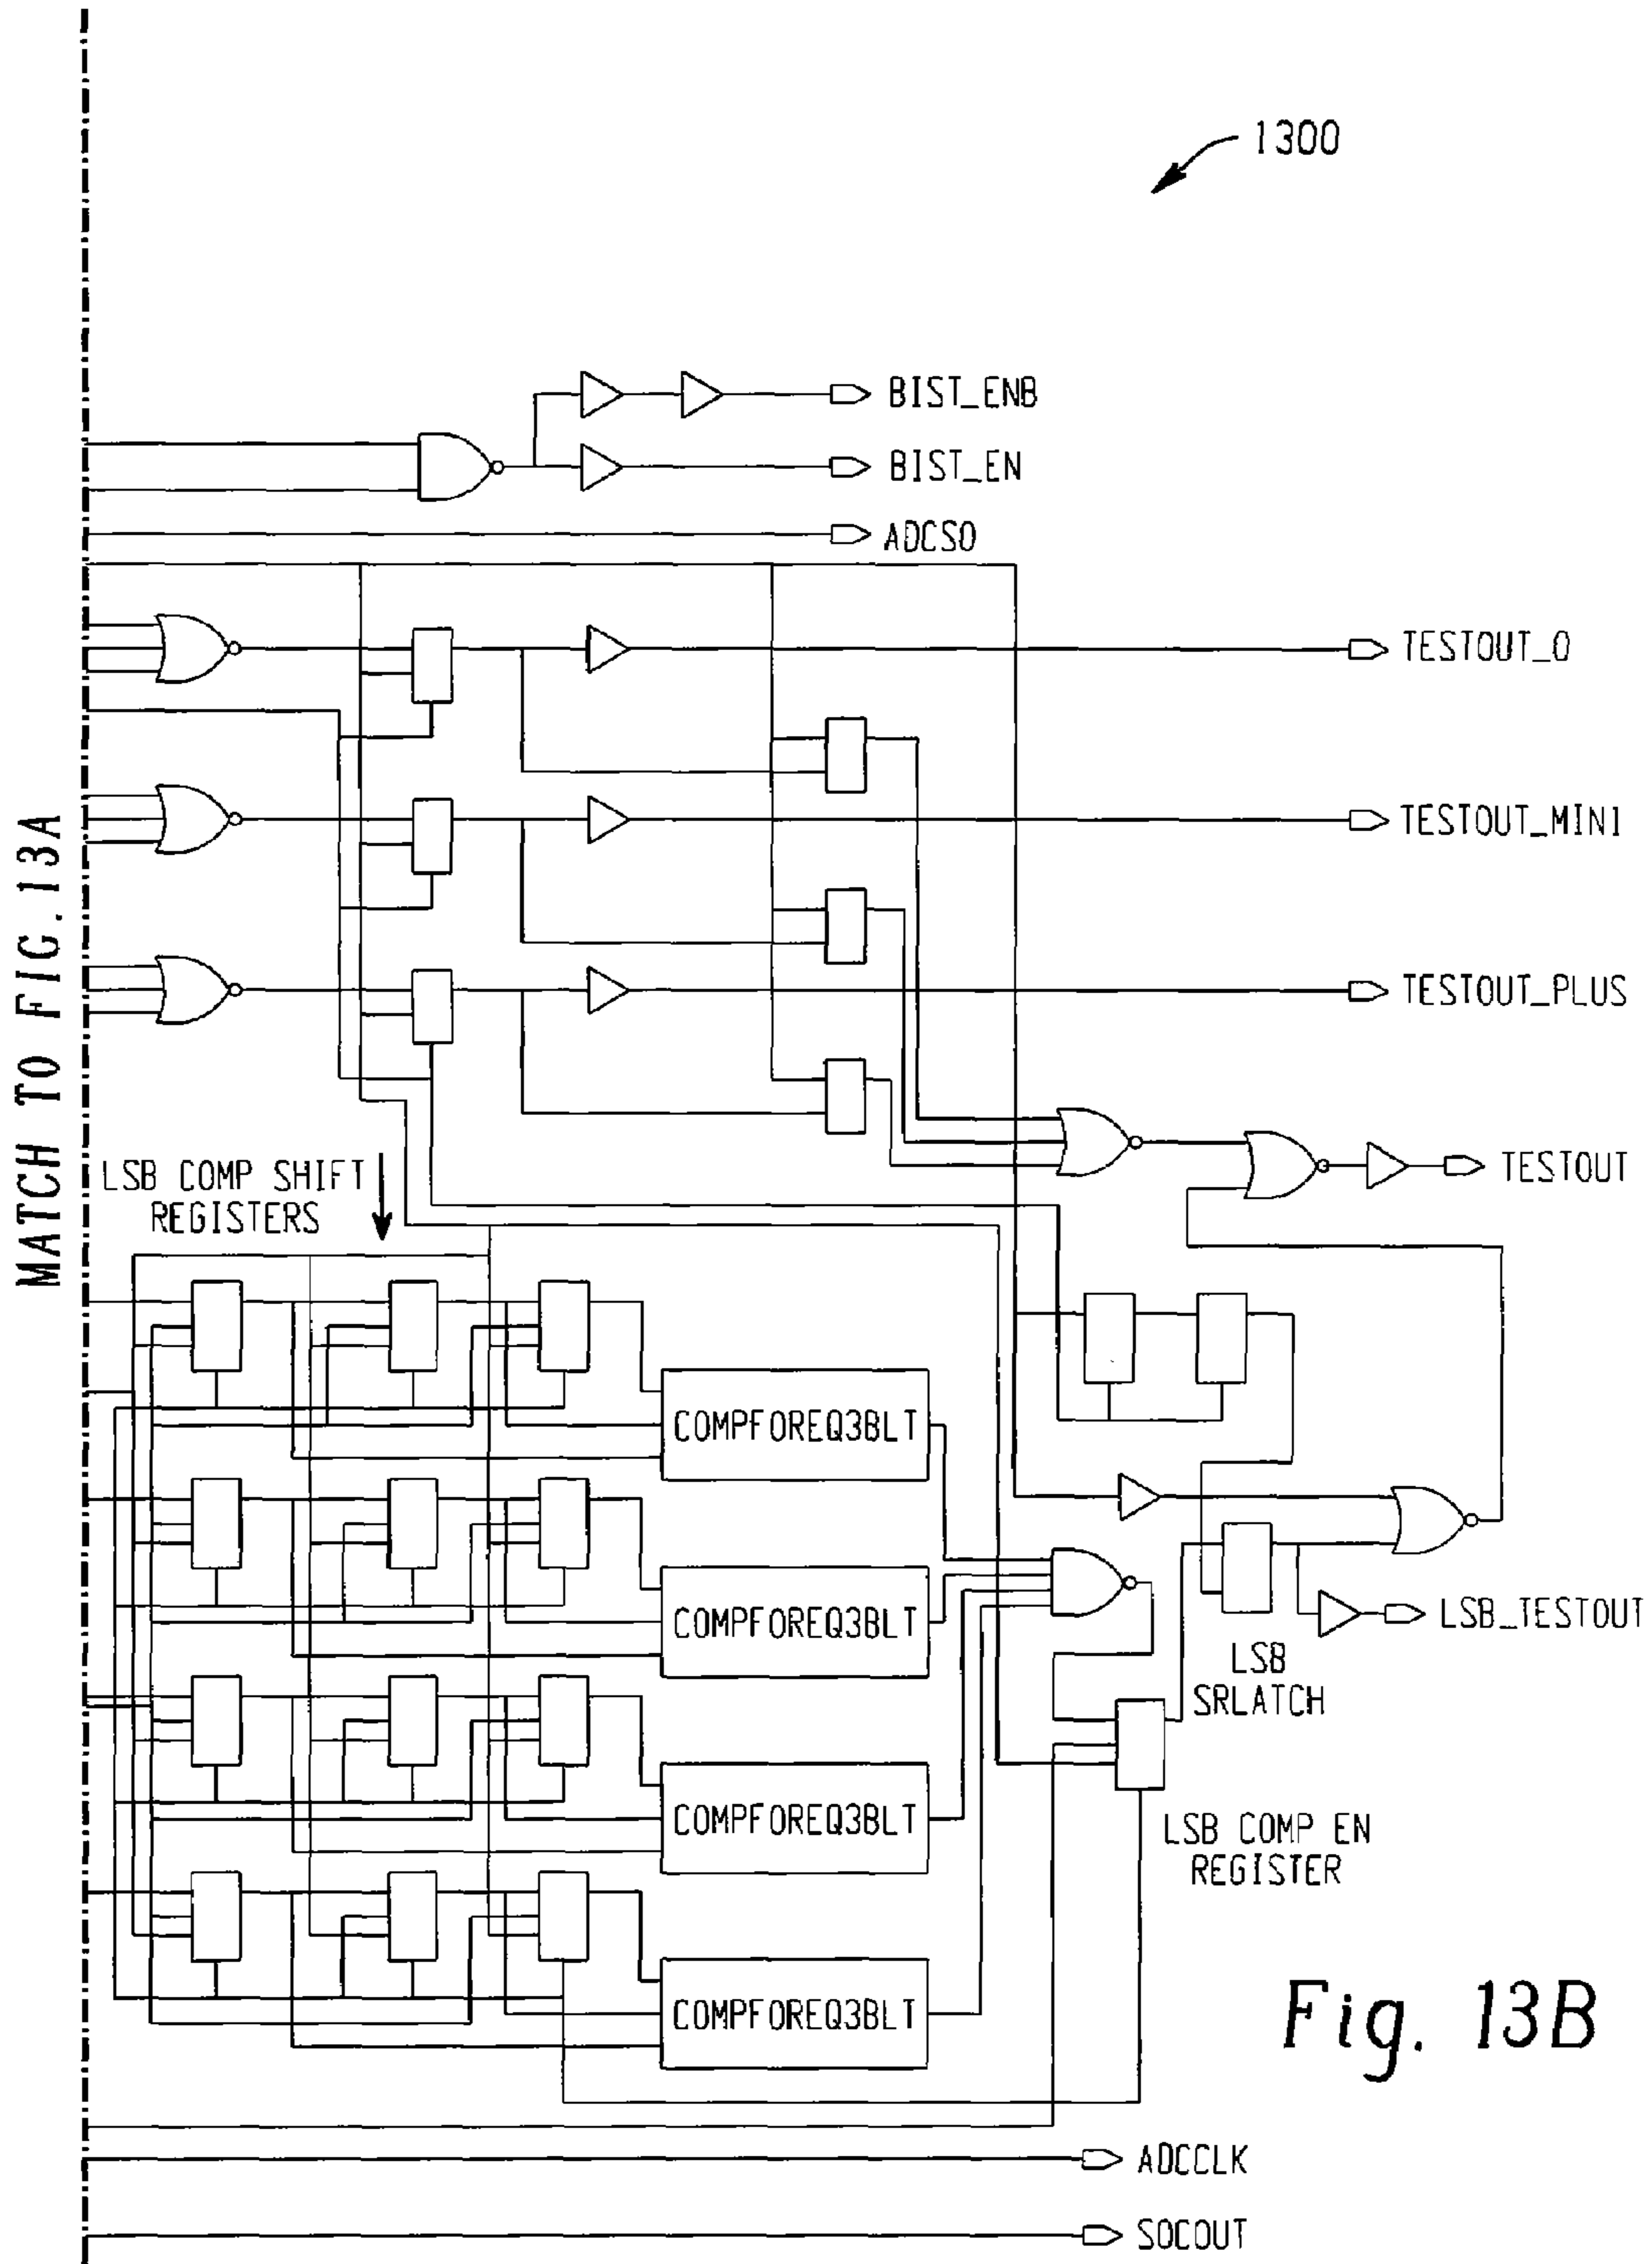 1300
BIST_ENB
BIST_EN
ADCSO
TESTOUT_0
TESTOUT_MIN1
TESTOUT_PLUS
MATCH TO FIG.13A
LSB COMP SHIFT
REGISTERS
TESTOUT
COMPFOREQ3BLT
COMPFOREQ3BLT
LSB_TESTOUT
LSB
SRLATCH
COMPFOREQ3BLT
LSB COMP EN
REGISTER
COMPFOREQ3BLT
Fig. 13B
ADCCLK
SOCOUT